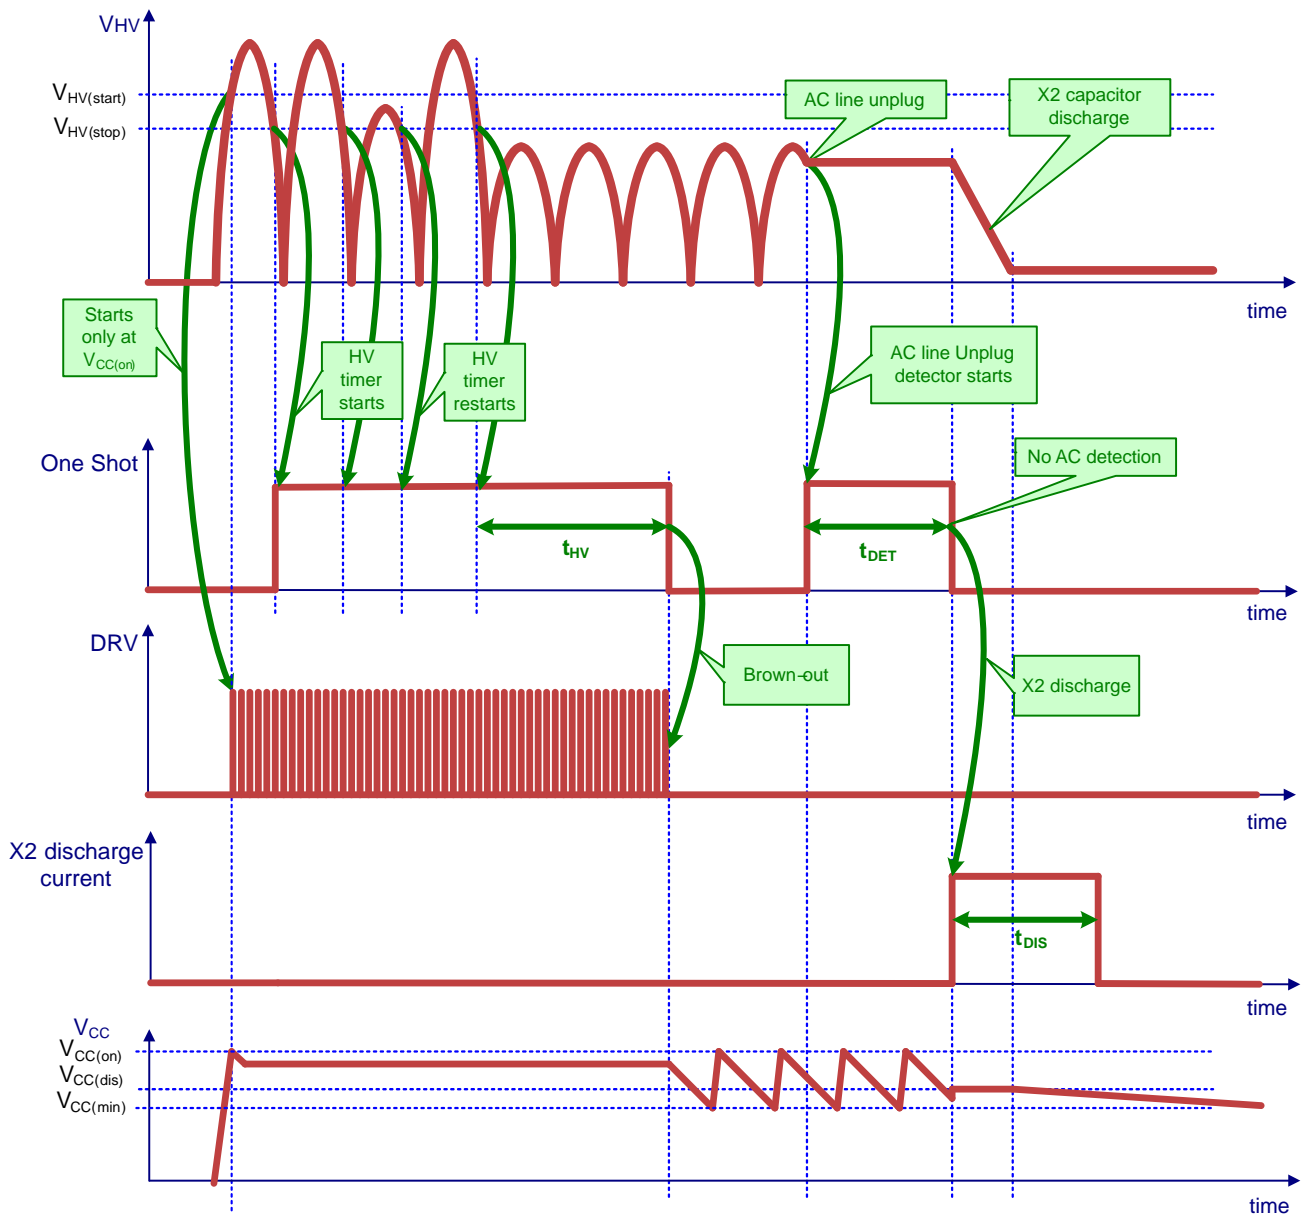 VHV
VHV(start)
VHV(stop)
AC line unplug
X2 capacitor
discharge
time
Starts
only at
VCC(on)
HV
timer
starts
HV
timer
restarts
AC line Unplug
detector starts
One Shot
No AC detection
tHV
tDET
time
DRV
Brown-out
X2 discharge
time
X2 discharge
current
tDIS
time
VCC
VCC(on)
VCC(dis)
VCC(min)
time